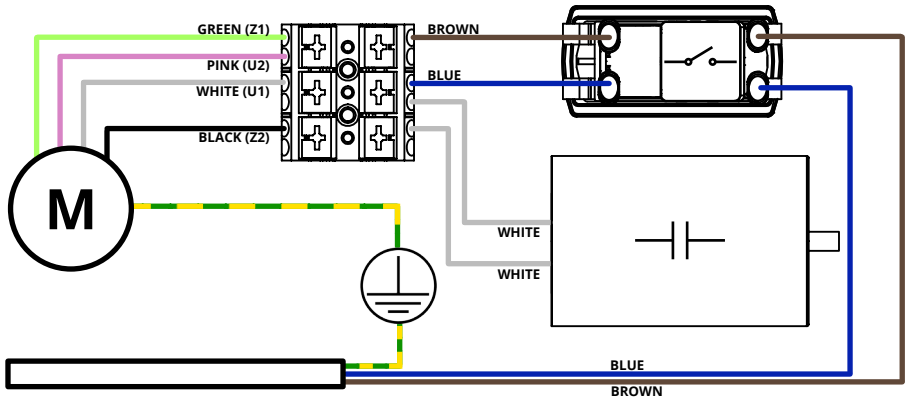 GREEN (Z1)
BROWN
PINK (U2)
BLUE
WHITE (U1)
BLACK (Z2)
M
WHITE
WHITE
BLUE
BROWN